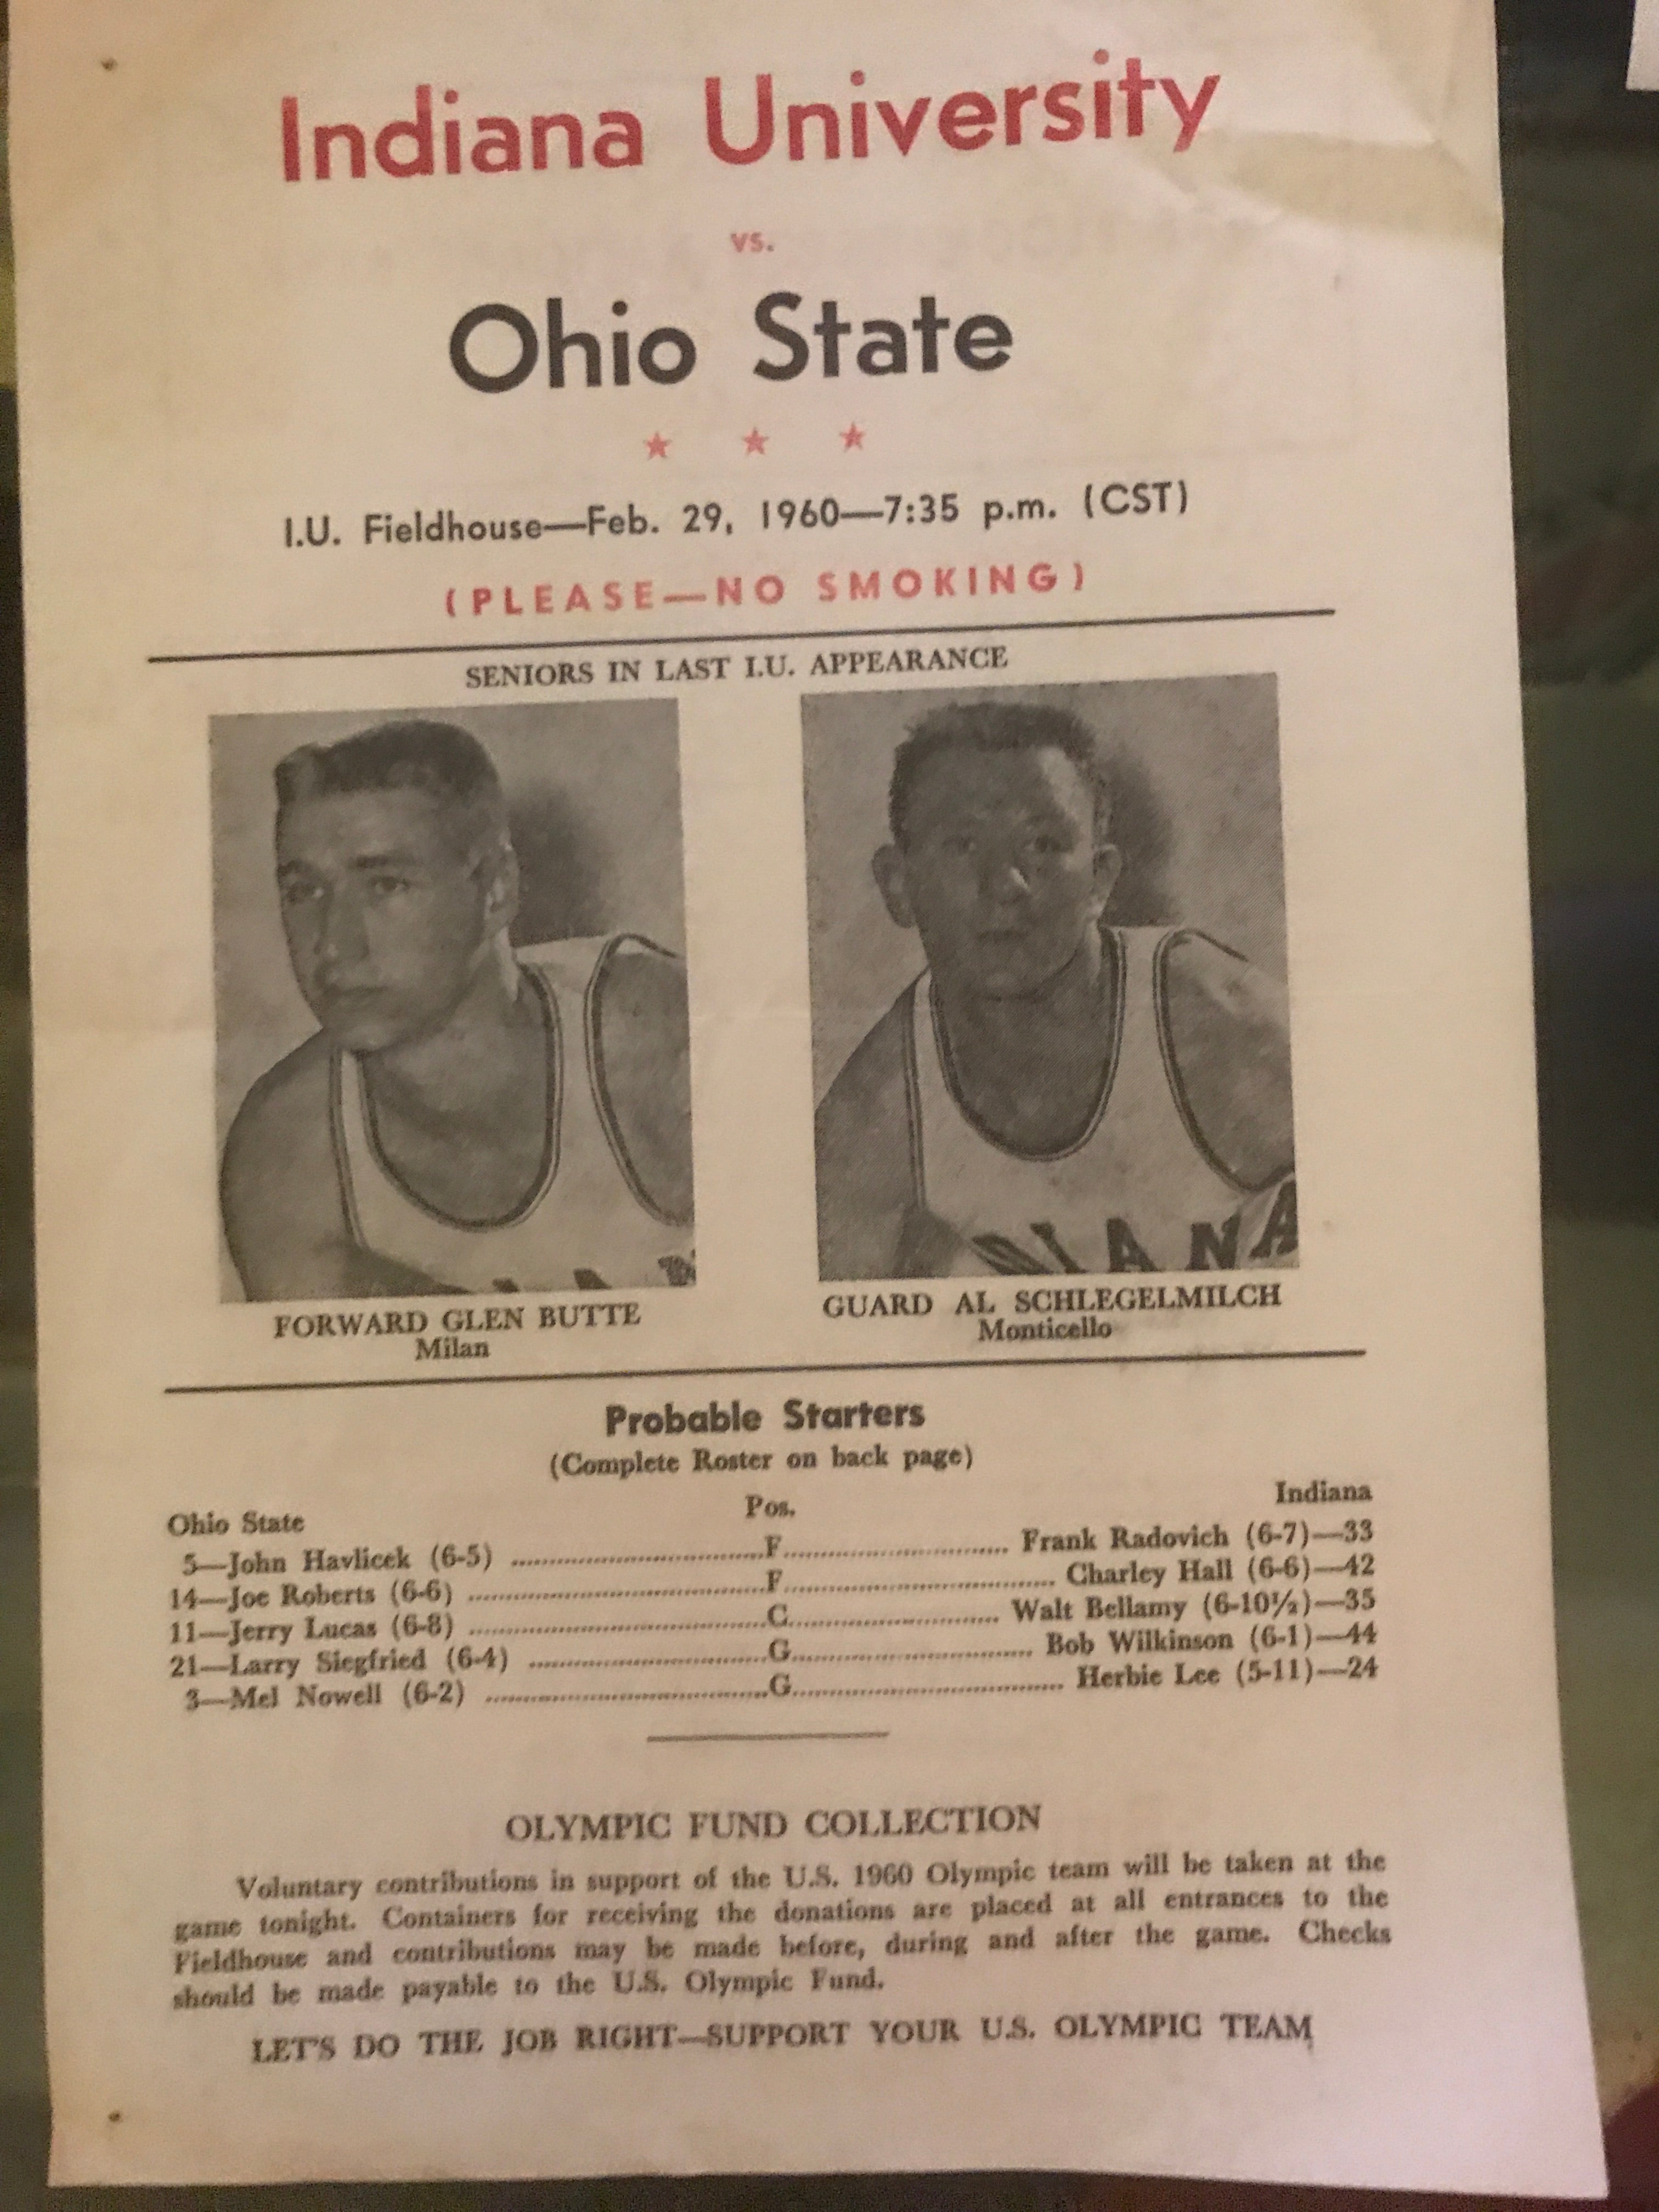 Indiana University
vs.
Ohio State
★ ★ ★
I.U. Fieldhouse—Feb. 29, 1960—7:35 p.m. (CST)
(PLEASE—NO SMOKING)
SENIORS IN LAST I.U. APPEARANCE
DIANA
FORWARD GLEN BUTTE
Milan
GUARD AL SCHLEGELMILCH
Monticello
Probable Starters
(Complete Roster on back page)
Ohio State Pos. Indiana
5—John Havlicek (6-5) ........ F ........ Frank Radovich (6-7)—33
14—Joe Roberts (6-6) ........ F ........ Charley Hall (6-6)—42
11—Jerry Lucas (6-8) ........ C ........ Walt Bellamy (6-10½)—35
21—Larry Siegfried (6-4) ........ G ........ Bob Wilkinson (6-1)—44
3—Mel Nowell (6-2) ........ G ........ Herbie Lee (5-11)—24
OLYMPIC FUND COLLECTION
Voluntary contributions in support of the U.S. 1960 Olympic team will be taken at the
game tonight. Containers for receiving the donations are placed at all entrances to the
Fieldhouse and contributions may be made before, during and after the game. Checks
should be made payable to the U.S. Olympic Fund.
LET'S DO THE JOB RIGHT—SUPPORT YOUR U.S. OLYMPIC TEAM